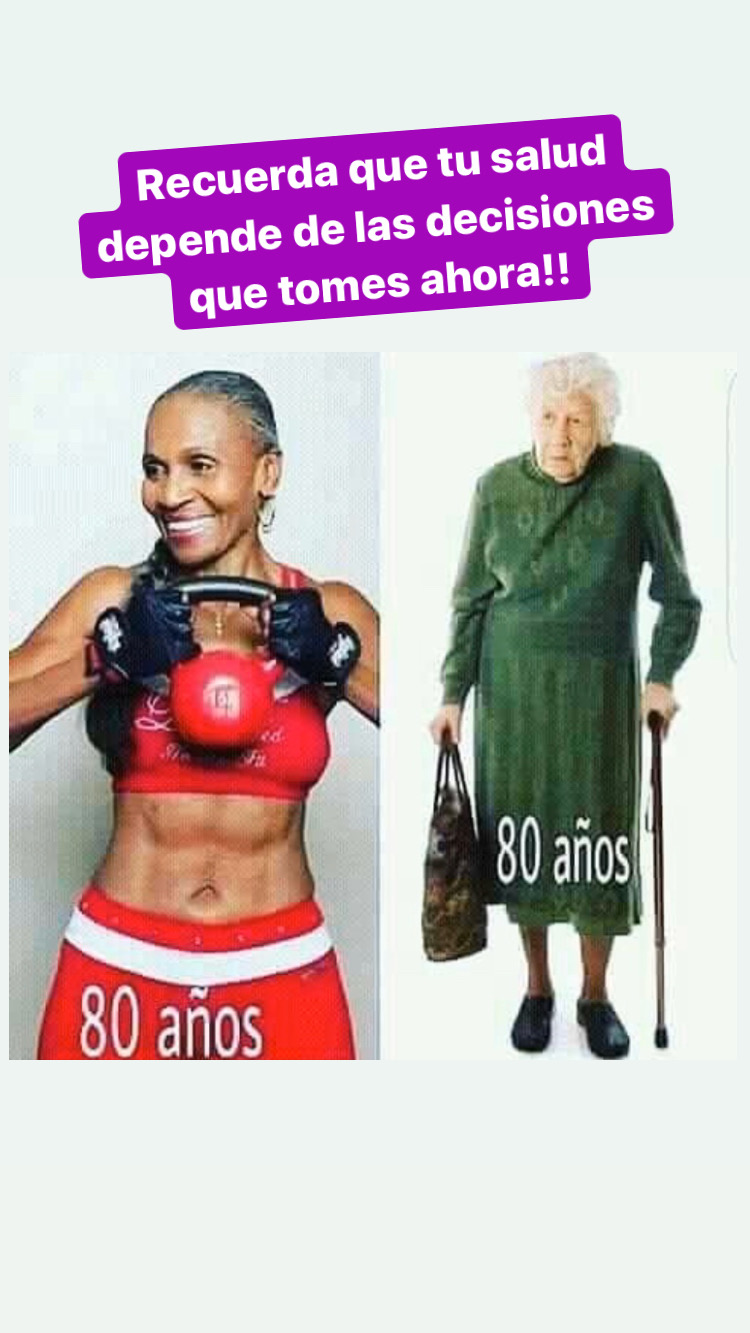 Recuerda que tu salud
depende de las decisiones
que tomes ahora!!
80 años
80 años